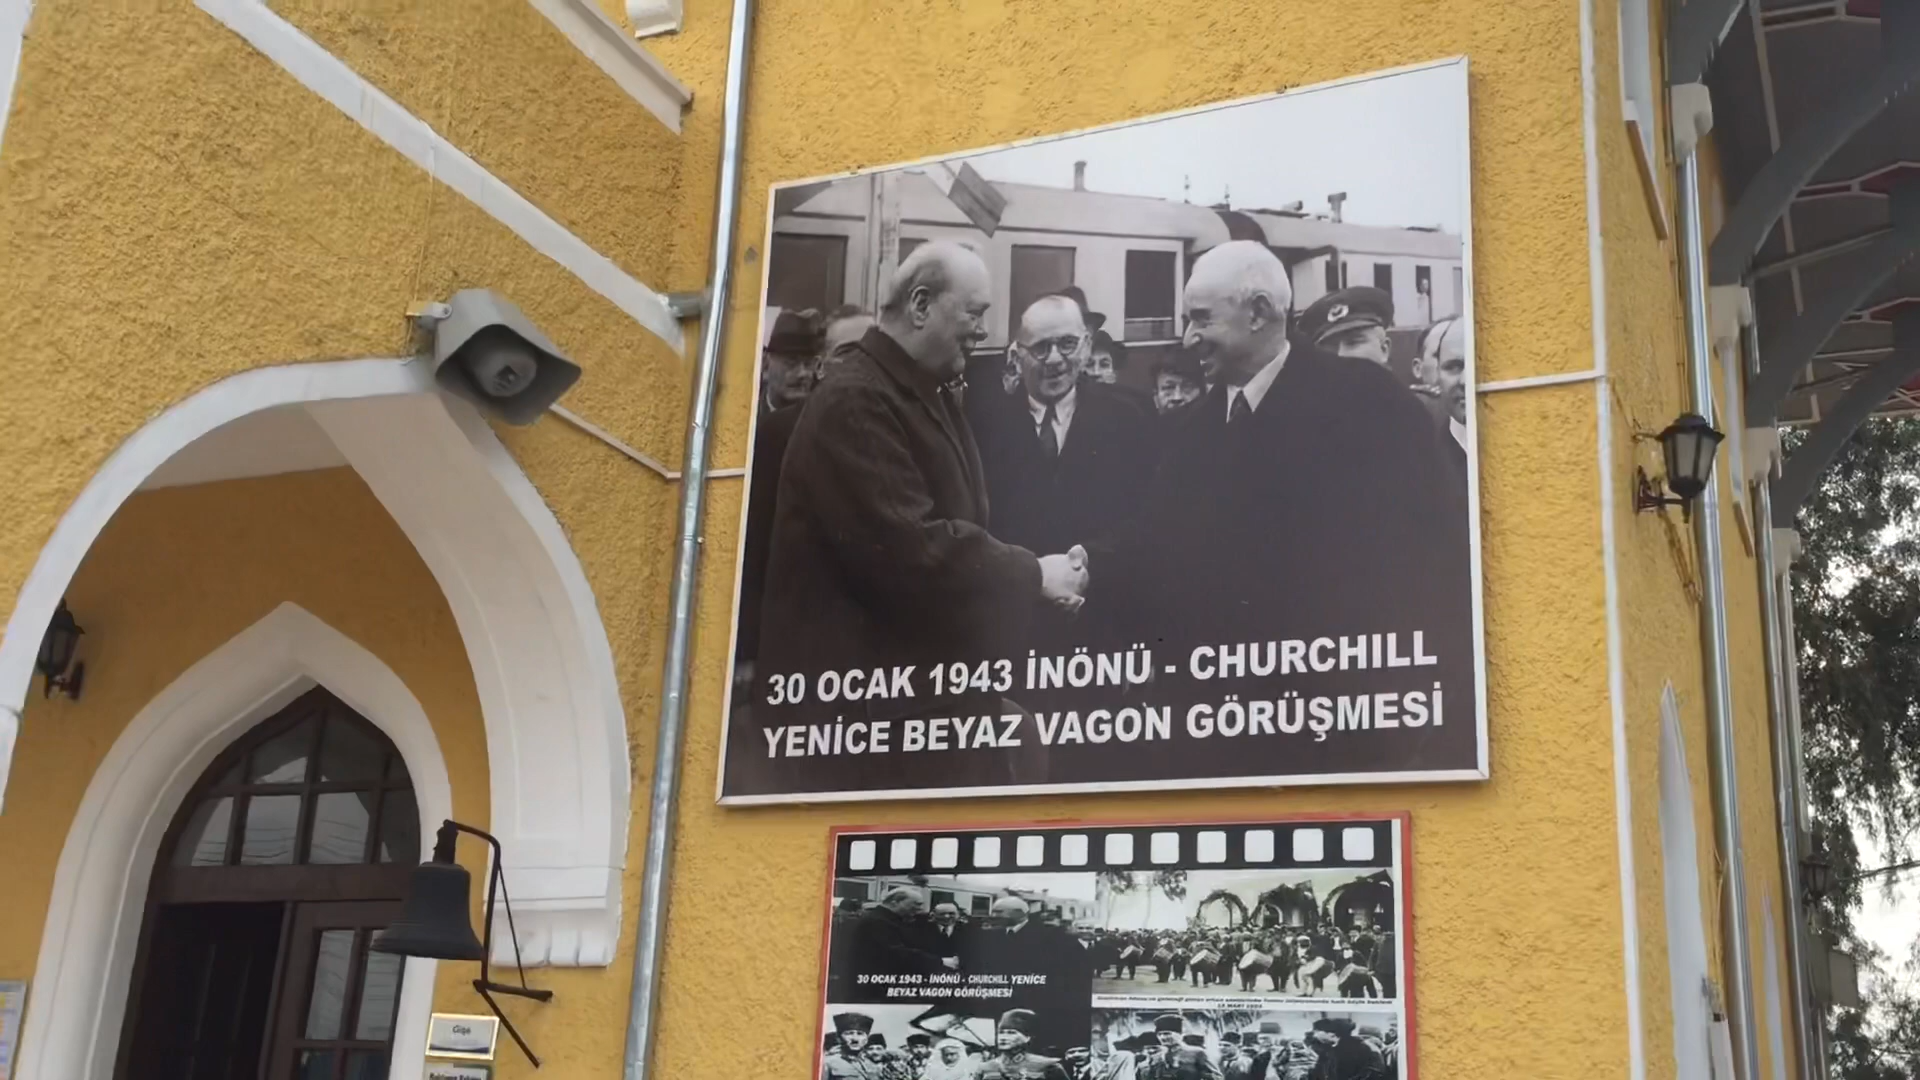 30 OCAK 1943 İNÖNÜ - CHURCHILL
YENİCE BEYAZ VAGON GÖRÜŞMESİ
30 OCAK 1943 - İNÖNÜ - CHURCHILL YENİCE
BEYAZ VAGON GÖRÜŞMESİ
Gişe